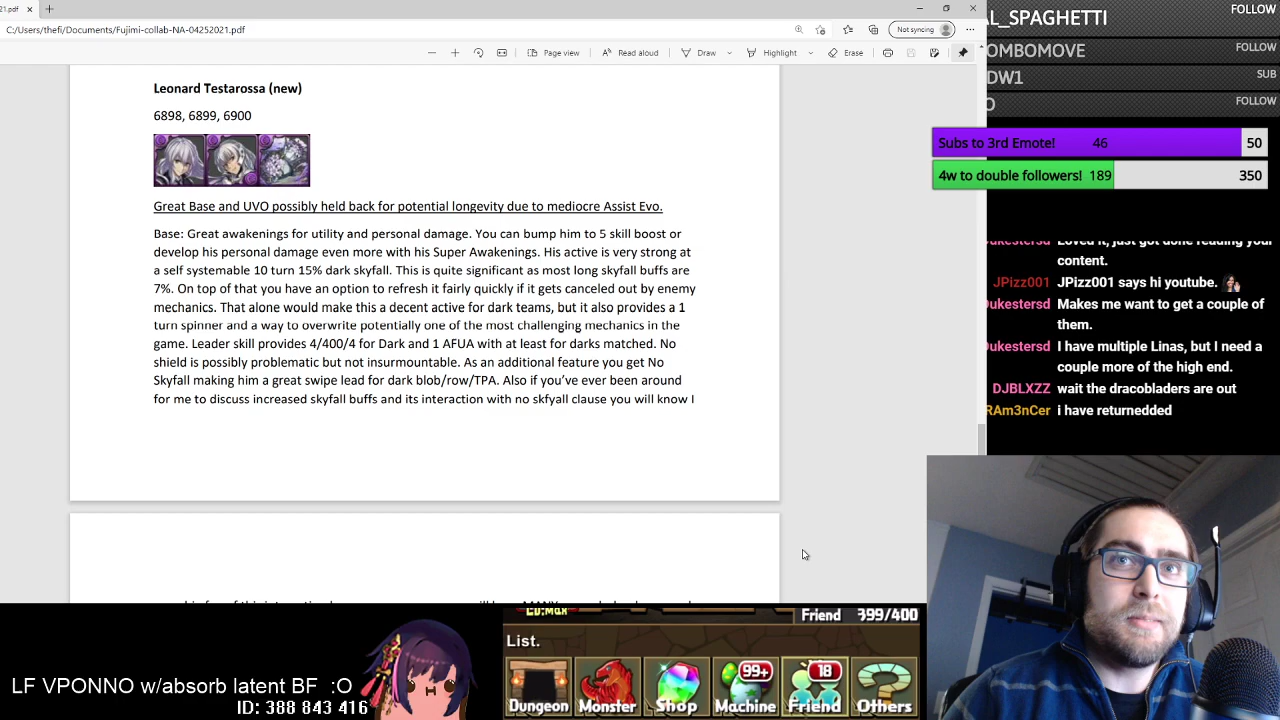 21.pdf
C:/Users/thefi/Documents/Fujimi-collab-NA-04252021.pdf
Not syncing
Page view
Read aloud
Draw
Highlight
Erase
Leonard Testarossa (new)
6898, 6899, 6900
Great Base and UVO possibly held back for potential longevity due to mediocre Assist Evo.
Base: Great awakenings for utility and personal damage. You can bump him to 5 skill boost or
develop his personal damage even more with his Super Awakenings. His active is very strong at
a self systemable 10 turn 15% dark skyfall. This is quite significant as most long skyfall buffs are
7%. On top of that you have an option to refresh it fairly quickly if it gets canceled out by enemy
mechanics. That alone would make this a decent active for dark teams, but it also provides a 1
turn spinner and a way to overwrite potentially one of the most challenging mechanics in the
game. Leader skill provides 4/400/4 for Dark and 1 AFUA with at least for darks matched. No
shield is possibly problematic but not insurmountable. As an additional feature you get No
Skyfall making him a great swipe lead for dark blob/row/TPA. Also if you've ever been around
for me to discuss increased skyfall buffs and its interaction with no skfyall clause you will know I
AL_SPAGHETTI
FOLLOW
OMBOMOVE
FOLLOW
DW1
SUB
O
FOLLOW
Subs to 3rd Emote! 46 50
4w to double followers! 189 350
Dukestersd Loved it, just got done reading your
content.
JPizz001 JPizz001 says hi youtube.
Dukestersd Makes me want to get a couple of
them.
Dukestersd I have multiple Linas, but I need a
couple more of the high end.
DJBLXZZ wait the dracobladers are out
RAm3nCer i have returnedded
LF VPONNO w/absorb latent BF :O
ID: 388 843 416
Friend 399/400
List.
99+
18
Dungeon
Monster
Shop
Machine
Friend
Others